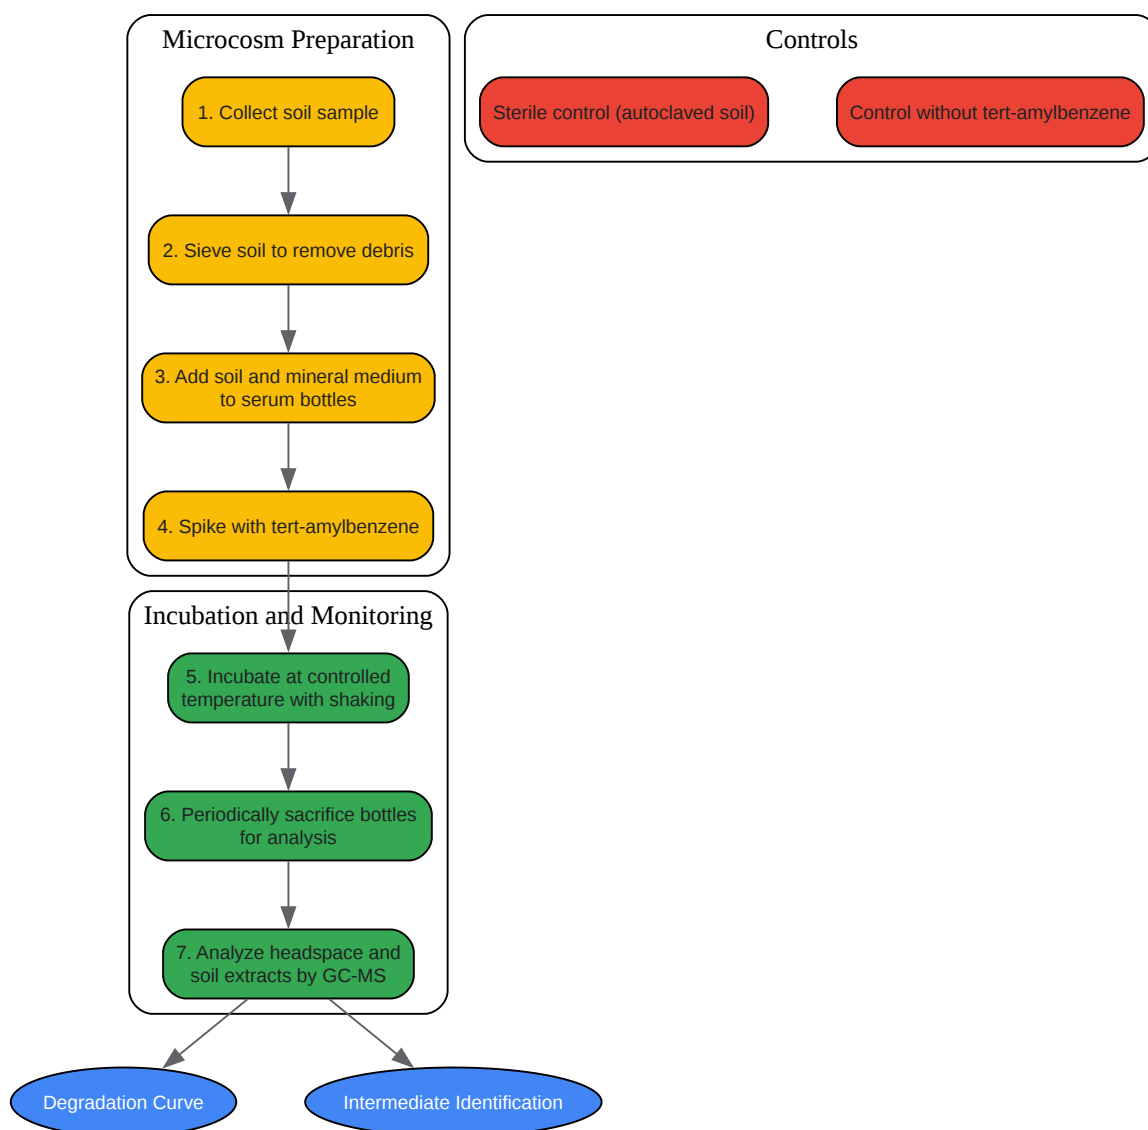 Microcosm Preparation
1. Collect soil sample
2. Sieve soil to remove debris
3. Add soil and mineral medium
to serum bottles
4. Spike with tert-amylbenzene
Controls
Sterile control (autoclaved soil)
Control without tert-amylbenzene
Incubation and Monitoring
5. Incubate at controlled
temperature with shaking
6. Periodically sacrifice bottles
for analysis
7. Analyze headspace and
soil extracts by GC-MS
Degradation Curve
Intermediate Identification